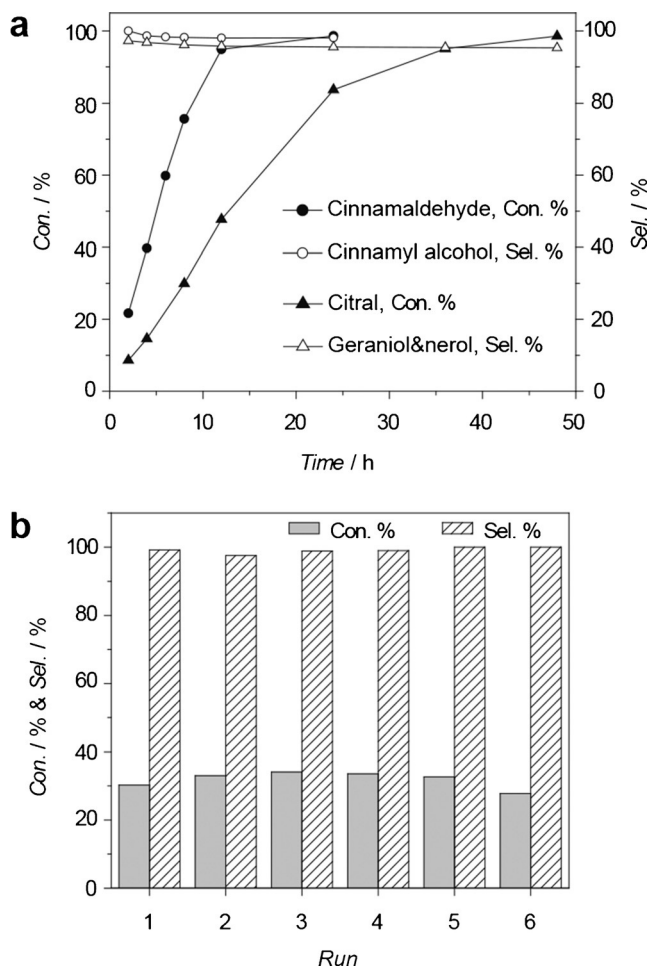 a
100
80
60
40
20
0
Con. / %
100
80
60
40
20
0
Sel. / %
Cinnamaldehyde, Con. %
Cinnamyl alcohol, Sel. %
Citral, Con. %
Geraniol&nerol, Sel. %
0 10 20 30 40 50
Time / h
b
Con. % Sel. %
100
80
60
40
20
0
Con. / % & Sel. / %
1 2 3 4 5 6
Run